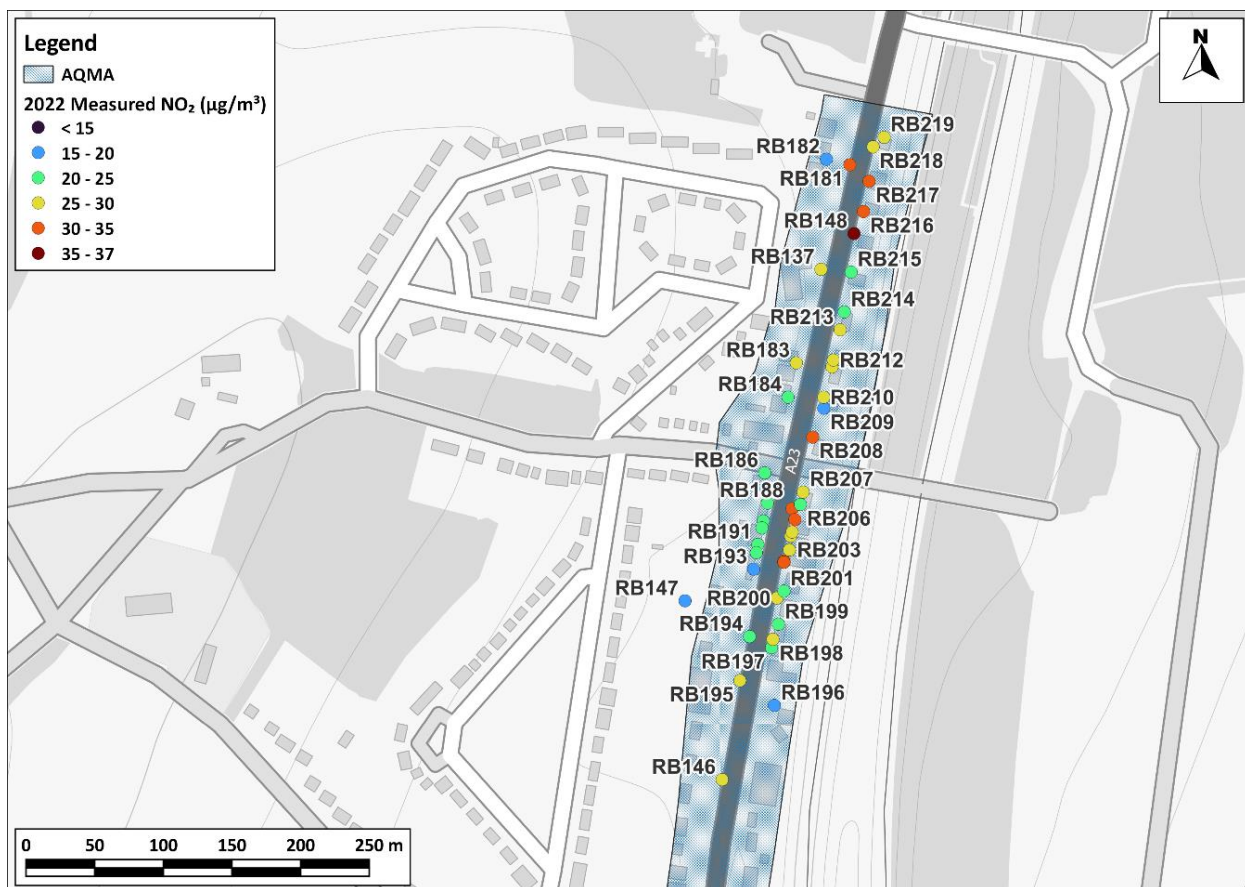 Legend
AQMA
2022 Measured NO₂ (µg/m³)
< 15
15 - 20
20 - 25
25 - 30
30 - 35
35 - 37
N
RB219
RB182
RB218
RB181
RB217
RB148
RB216
RB137
RB215
RB214
RB213
RB183
RB212
RB184
RB210
RB209
RB208
A23
RB186
RB188
RB207
RB191
RB206
RB193
RB203
RB147
RB201
RB200
RB199
RB194
RB198
RB197
RB195
RB196
RB146
0 50 100 150 200 250 m